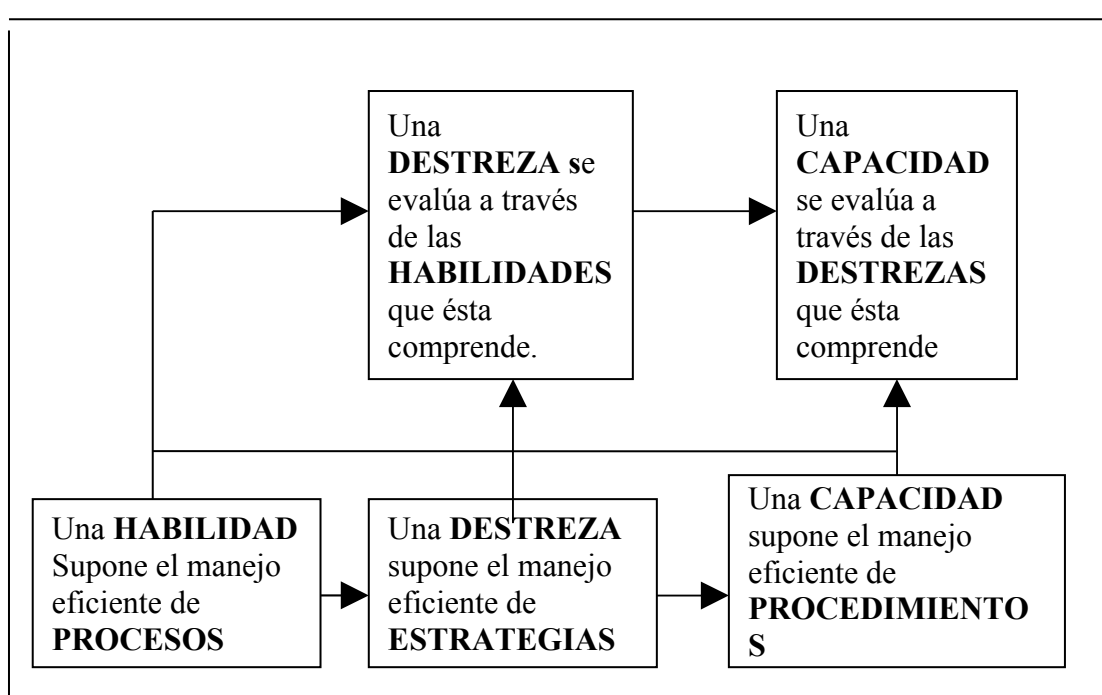 Una
DESTREZA se
evalúa a través
de las
HABILIDADES
que ésta
comprende.
Una
CAPACIDAD
se evalúa a
través de las
DESTREZAS
que ésta
comprende
Una HABILIDAD
Supone el manejo
eficiente de
PROCESOS
Una DESTREZA
supone el manejo
eficiente de
ESTRATEGIAS
Una CAPACIDAD
supone el manejo
eficiente de
PROCEDIMIENTO
S